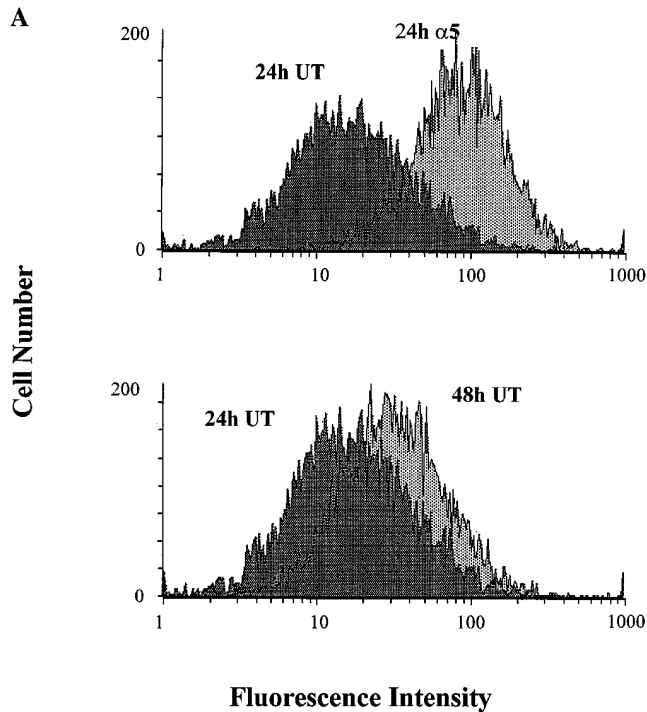 A
200
24h α5
24h UT
0
1 10 100 1000
Cell Number
200
24h UT
48h UT
0
1 10 100 1000
Fluorescence Intensity